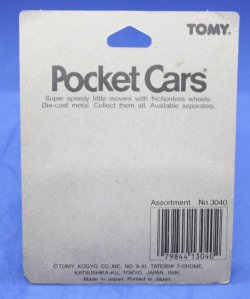 TOMY.
Pocket Cars®
Super speedy little movers with frictionless wheels.
Die-cast metal. Collect them all. Available separately.
Assortment No.3040
79844 13040
©TOMY KOGYO CO., INC. NO 9-10, TATEISHI 7-CHOME,
KATSUSHIKA-KU, TOKYO, JAPAN, 1986.
Made in Japan. Printed in Japan